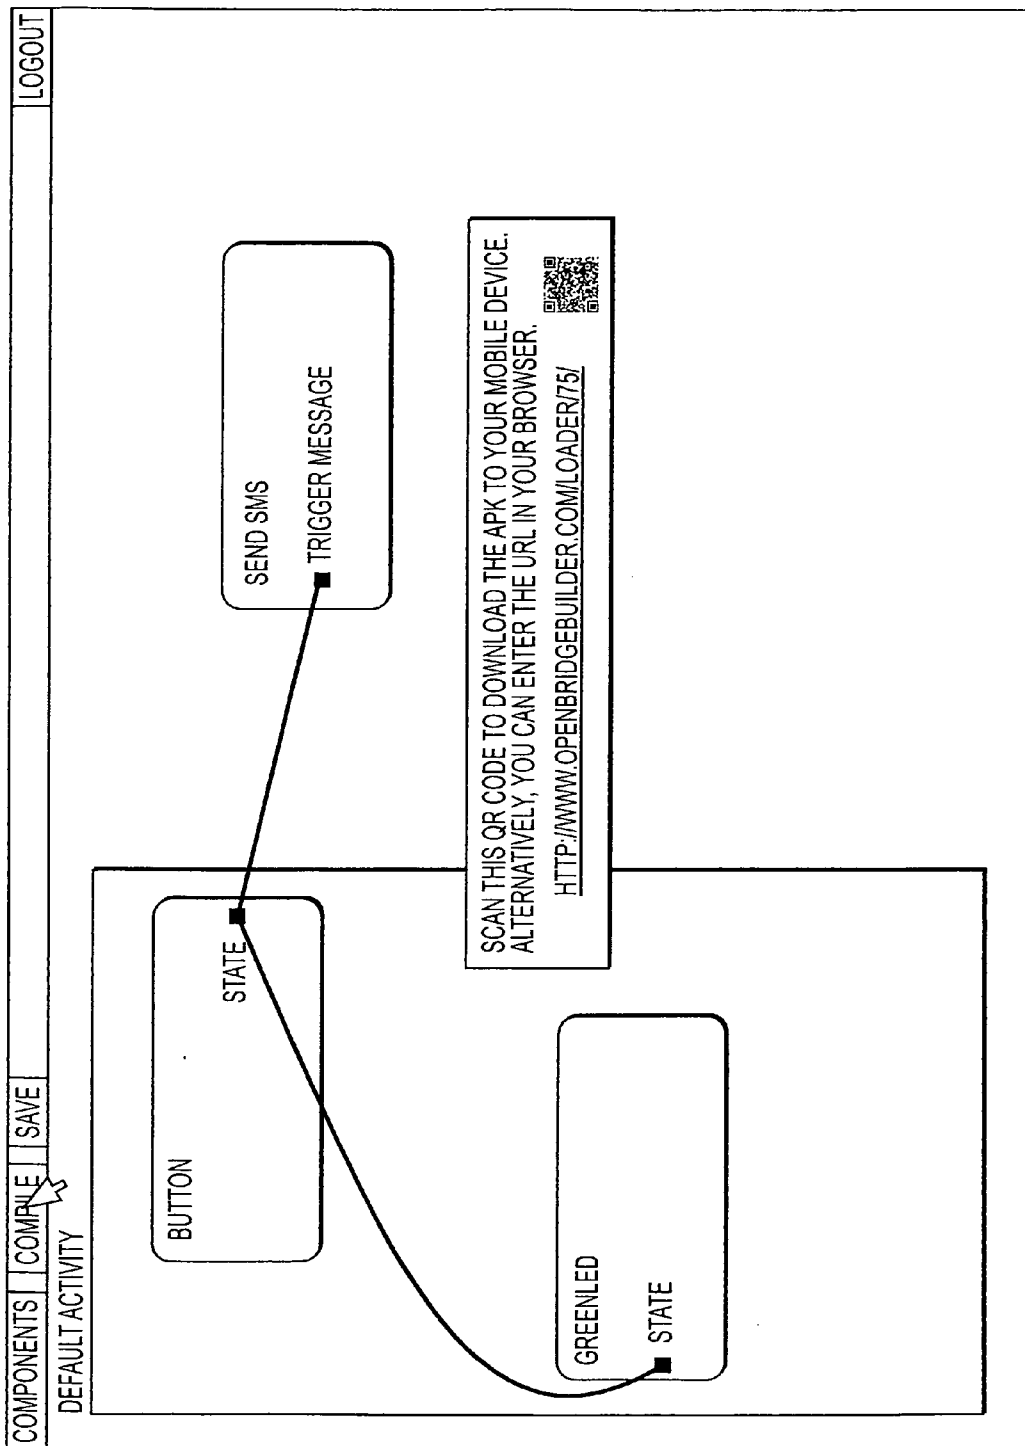 COMPONENTS COMPILE SAVE LOGOUT
DEFAULT ACTIVITY
BUTTON
STATE
SEND SMS
TRIGGER MESSAGE
GREENLED
STATE
SCAN THIS QR CODE TO DOWNLOAD THE APK TO YOUR MOBILE DEVICE.
ALTERNATIVELY, YOU CAN ENTER THE URL IN YOUR BROWSER.
HTTP://WWW.OPENBRIDGEBUILDER.COM/LOADER/75/